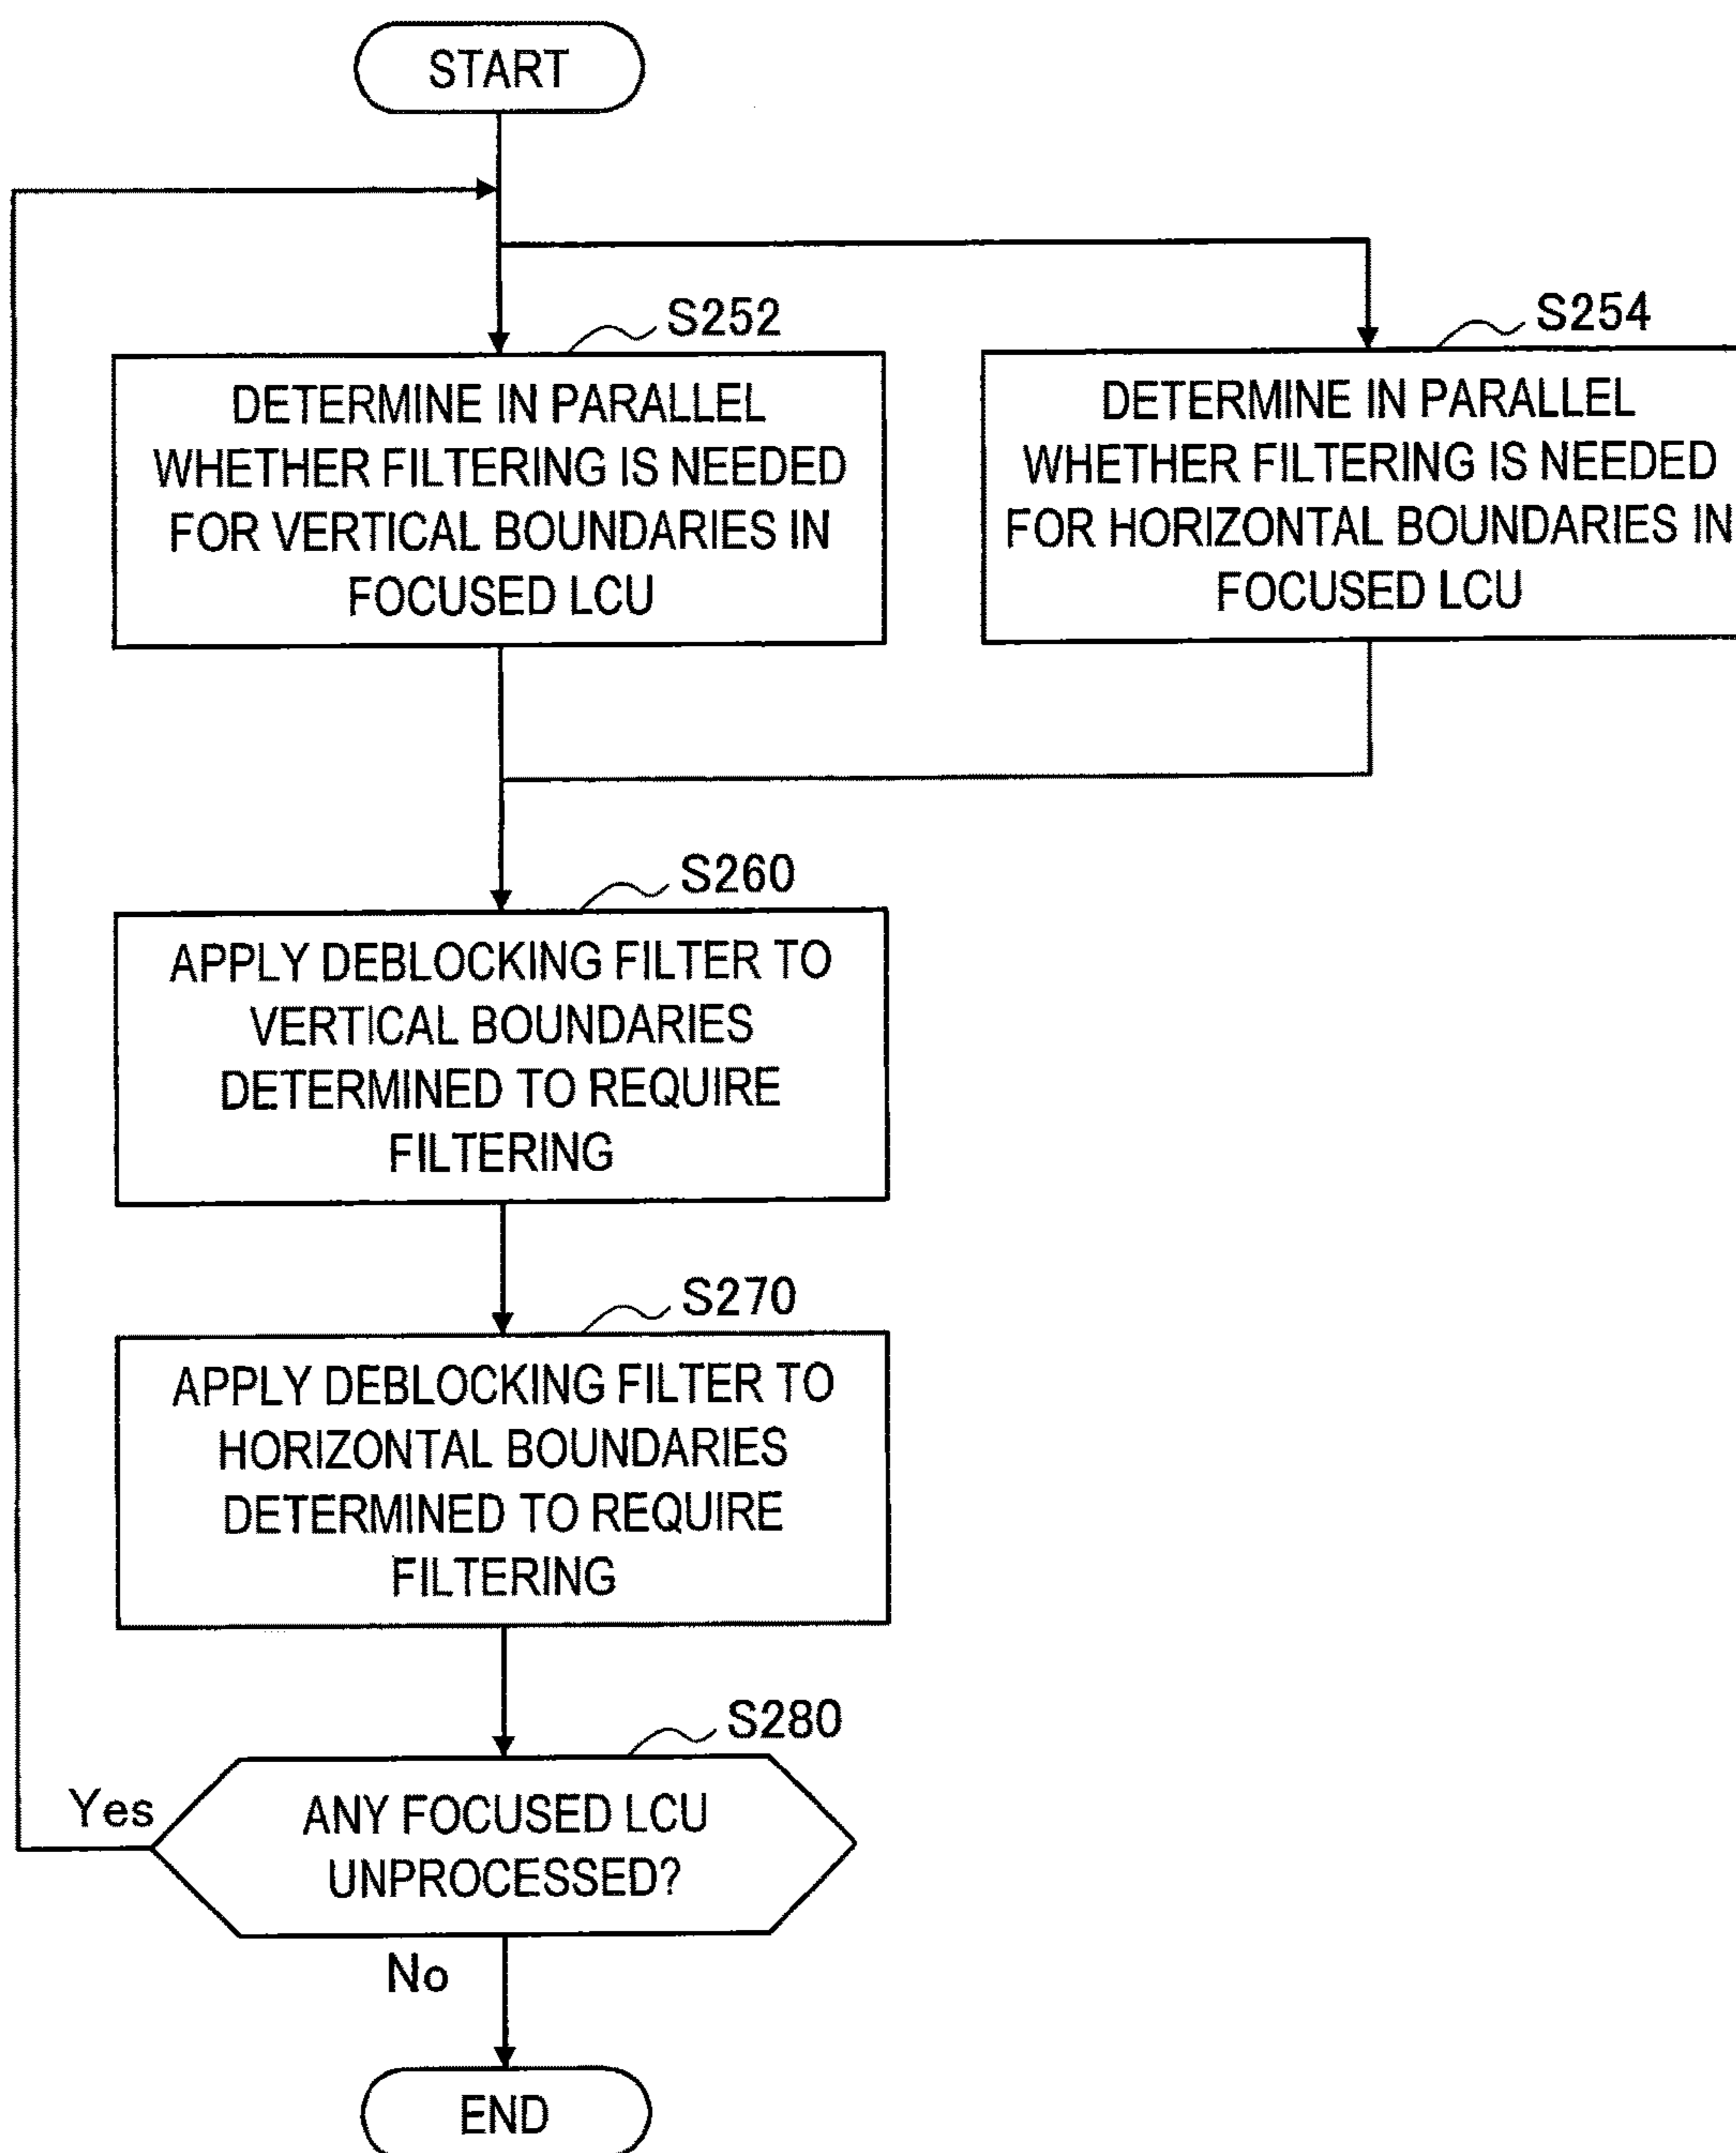 START
S252
DETERMINE IN PARALLEL
WHETHER FILTERING IS NEEDED
FOR VERTICAL BOUNDARIES IN
FOCUSED LCU
S254
DETERMINE IN PARALLEL
WHETHER FILTERING IS NEEDED
FOR HORIZONTAL BOUNDARIES IN
FOCUSED LCU
S260
APPLY DEBLOCKING FILTER TO
VERTICAL BOUNDARIES
DETERMINED TO REQUIRE
FILTERING
S270
APPLY DEBLOCKING FILTER TO
HORIZONTAL BOUNDARIES
DETERMINED TO REQUIRE
FILTERING
S280
Yes
ANY FOCUSED LCU
UNPROCESSED?
No
END